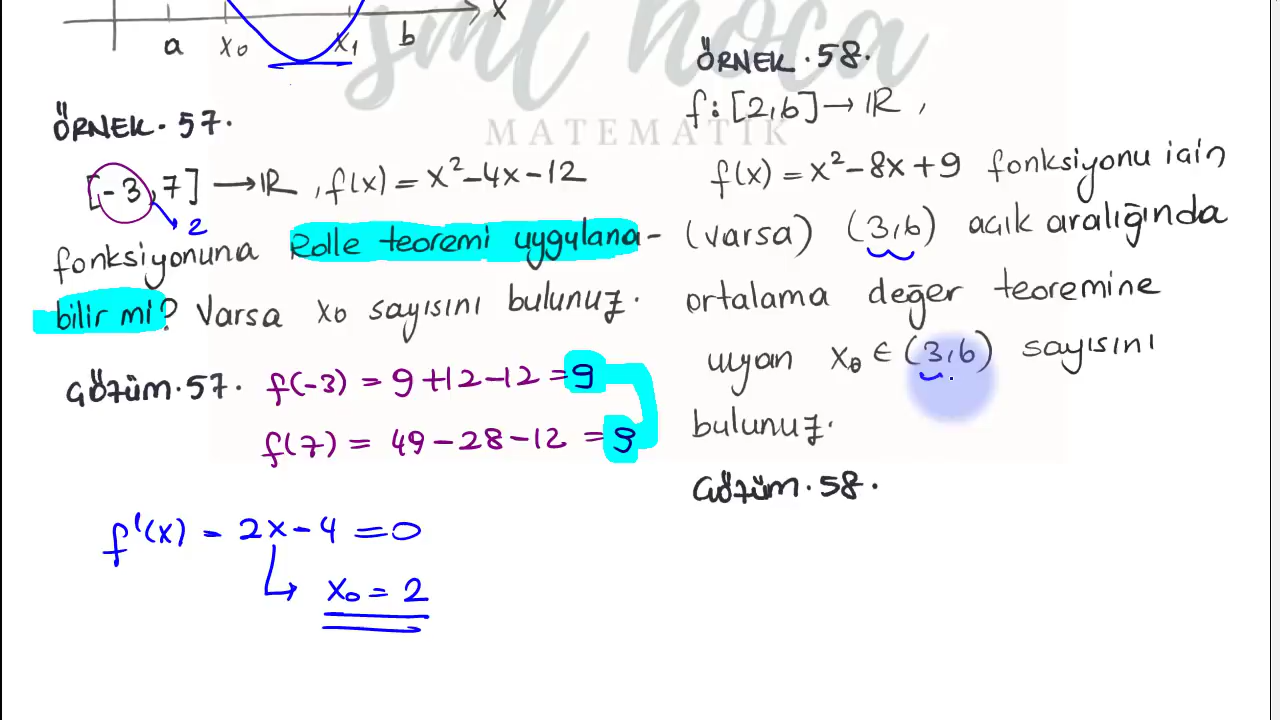 x
a x₀ x₁ b
sml hoca
MATEMATİK
ÖRNEK.57.
[-3,7] → IR, f(x) = x² - 4x - 12
2
fonksiyonuna Rolle teoremi uygulana-
bilir mi? Varsa x₀ sayısını bulunuz.
Çözüm.57. f(-3) = 9+12-12 = 9
f(7) = 49-28-12 = 9
f'(x) = 2x-4 = 0
x₀ = 2
ÖRNEK.58.
f: [2,6] → IR,
f(x) = x² - 8x + 9 fonksiyonu için
(varsa) (3,6) açık aralığında
ortalama değer teoremine
uyan x₀ ∈ (3,6) sayısını
bulunuz.
Çözüm.58.